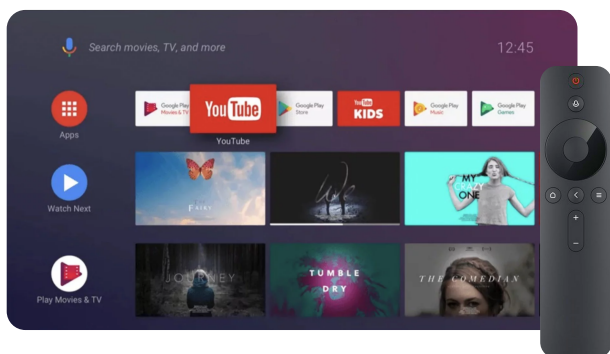 Search movies, TV, and more
12:45
Apps
Google Play
Movies & TV
YouTube
Google Play
Store
YouTube
KIDS
Google Play
Music
Google Play
Games
YouTube
Watch Next
FAIRY
Life
MY
CRAZY
ONE
Play Movies & TV
JOURNEY
TUMBLE
DRY
THE COMEDIAN
+
−